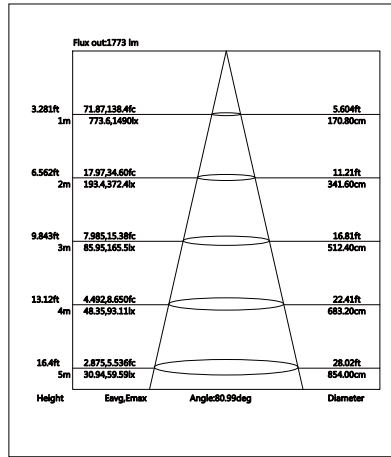 Flux out:1773 lm
3.281ft 71.87,138.4fc 5.604ft
1m 773.6,1490lx 170.80cm
6.562ft 17.97,34.60fc 11.21ft
2m 193.4,372.4lx 341.60cm
9.843ft 7.985,15.38fc 16.81ft
3m 85.95,165.5lx 512.40cm
13.12ft 4.492,8.650fc 22.41ft
4m 48.35,93.11lx 683.20cm
16.4ft 2.875,5.536fc 28.02ft
5m 30.94,59.59lx 854.00cm
Height Eavg,Emax Angle:80.99deg Diameter